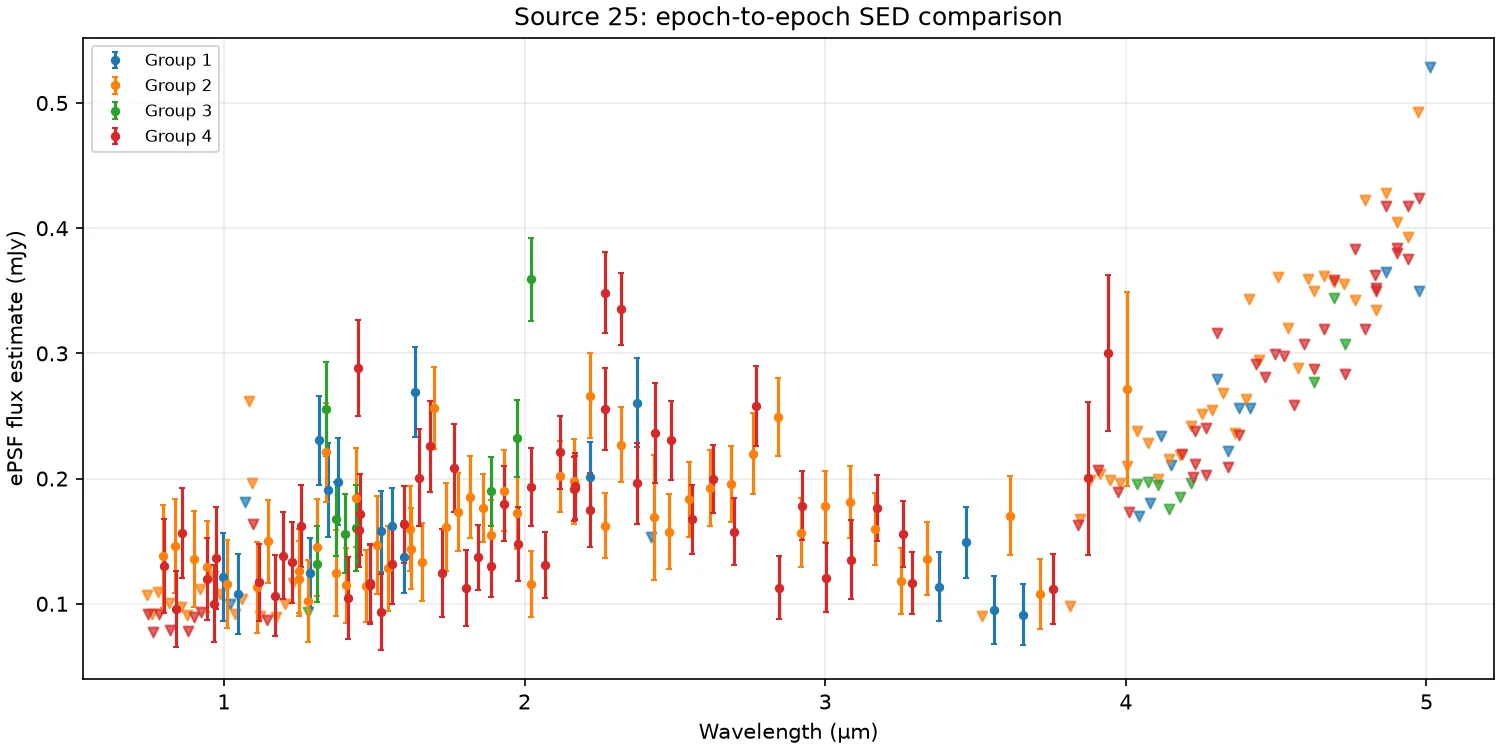 Source 25: epoch-to-epoch SED comparison
Group 1
Group 2
Group 3
Group 4
ePSF flux estimate (mJy)
0.5
0.4
0.3
0.2
0.1
1 2 3 4 5
Wavelength (μm)